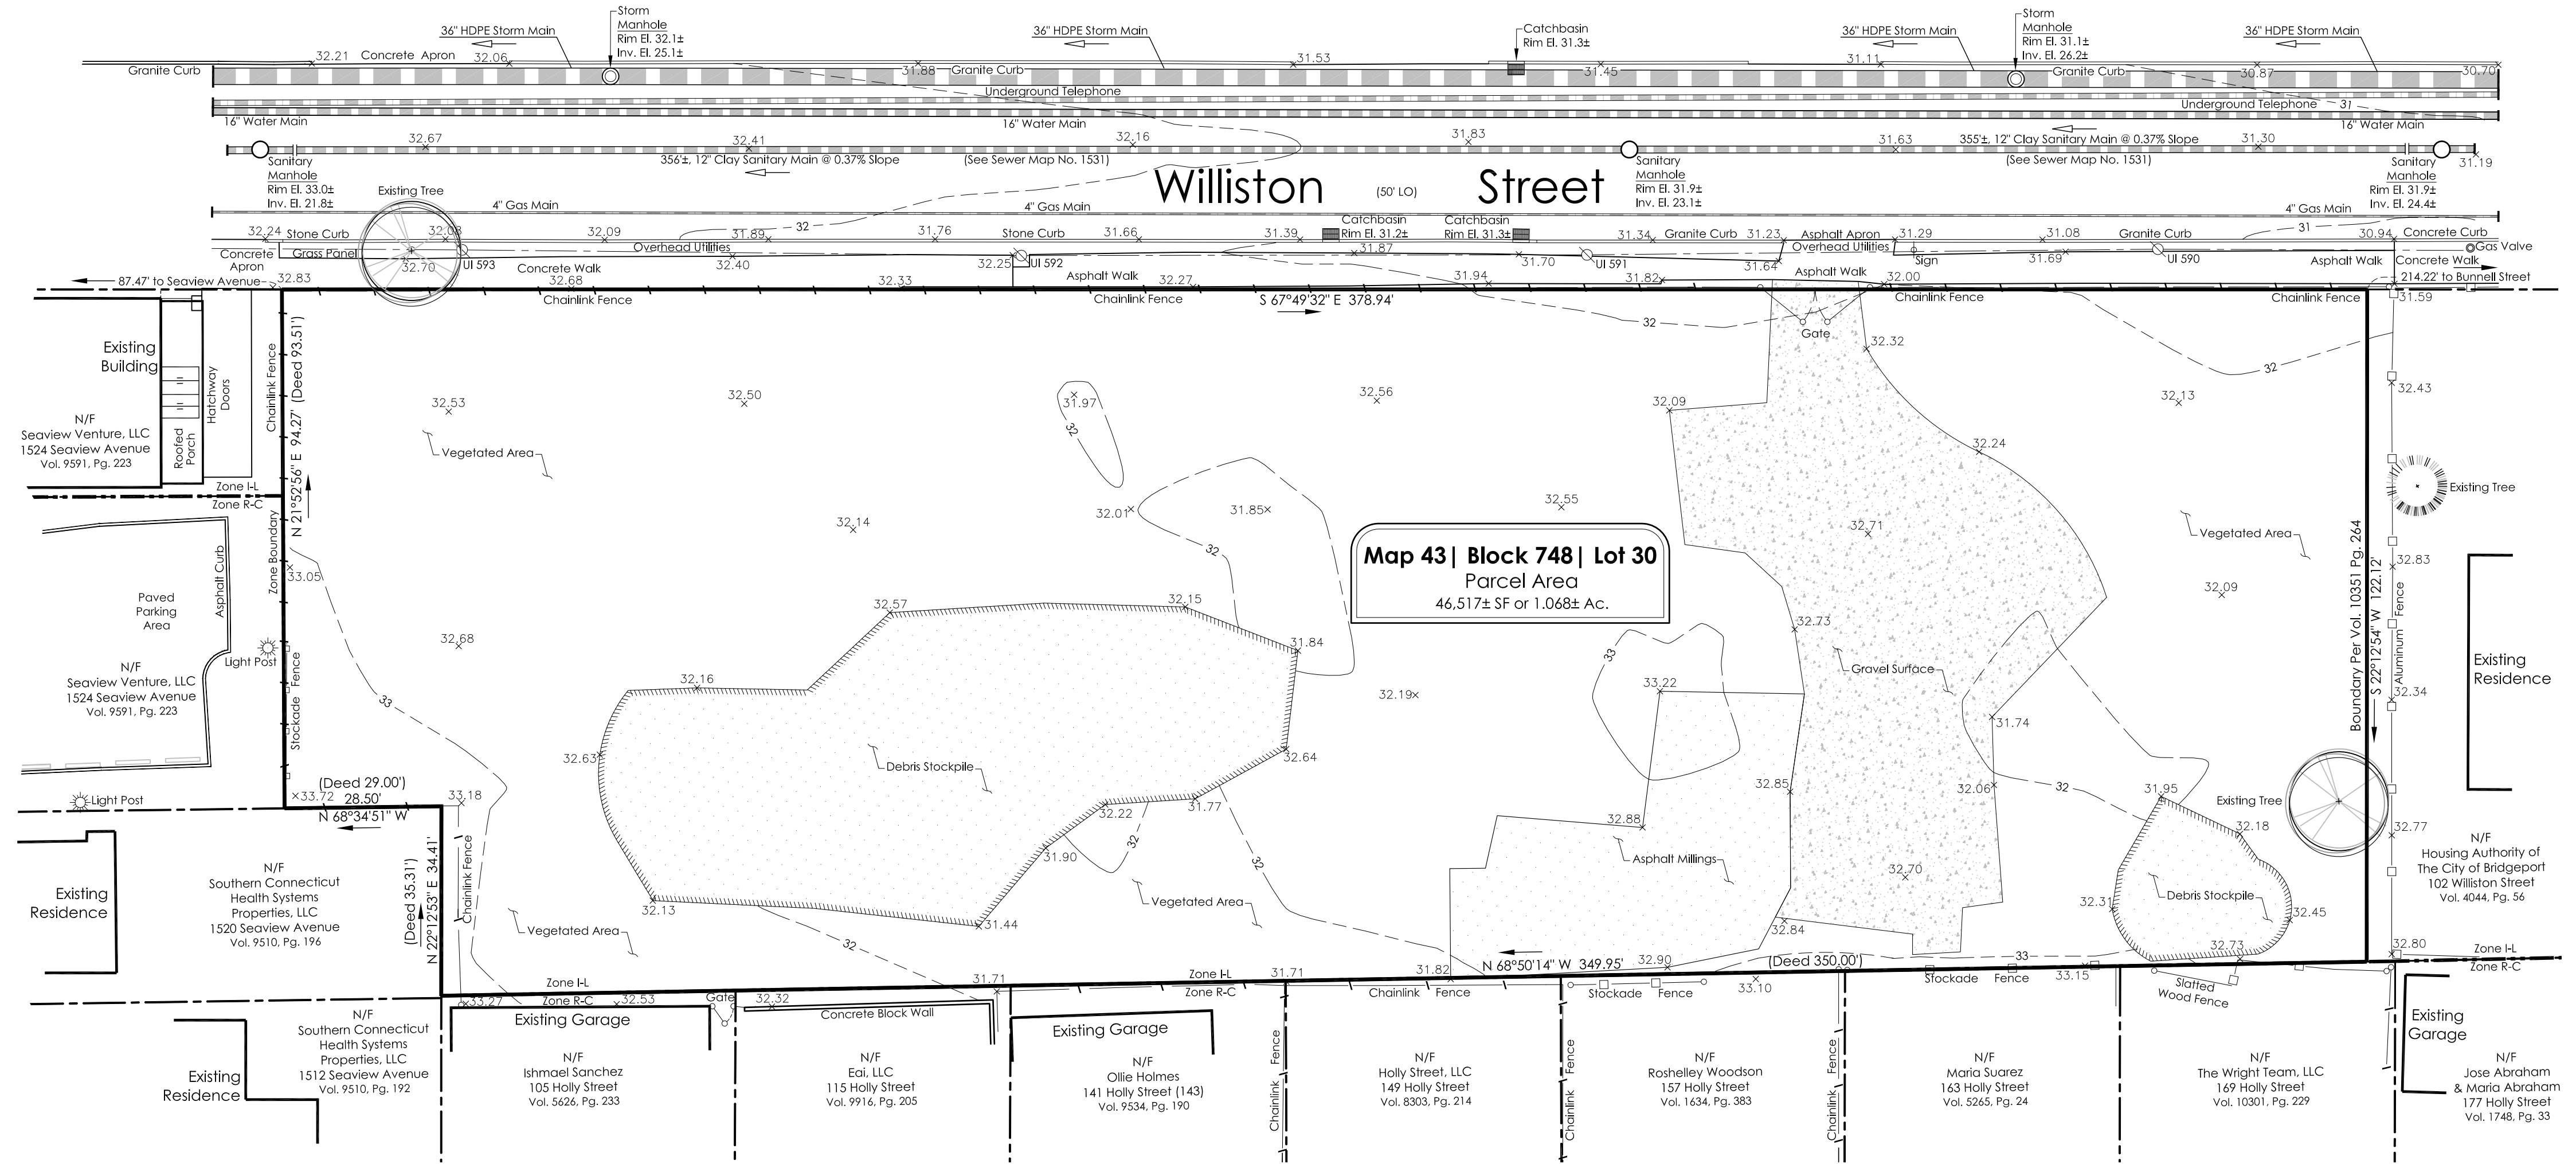 Storm
Manhole
Rim El. 32.1±
Inv. El. 25.1±
36" HDPE Storm Main
36" HDPE Storm Main
Catchbasin
Rim El. 31.3±
36" HDPE Storm Main
Storm
Manhole
Rim El. 31.1±
Inv. El. 26.2±
36" HDPE Storm Main
Granite Curb
32.21
Concrete Apron
32.06
31.88
Granite Curb
31.53
31.45
31.11
Granite Curb
30.87
30.70
Underground Telephone
Underground Telephone
31
16" Water Main
16" Water Main
16" Water Main
32.67
32.41
32.16
31.83
31.63
355'±, 12" Clay Sanitary Main @ 0.37% Slope
31.30
Sanitary
Manhole
Rim El. 33.0±
Inv. El. 21.8±
356'±, 12" Clay Sanitary Main @ 0.37% Slope
(See Sewer Map No. 1531)
Sanitary
Manhole
Rim El. 31.9±
Inv. El. 23.1±
(See Sewer Map No. 1531)
Sanitary
Manhole
Rim El. 31.9±
Inv. El. 24.4±
31.19
Williston
(50' LO)
Street
Existing Tree
4" Gas Main
4" Gas Main
4" Gas Main
32.24
Stone Curb
32.08
32.09
31.89
32
31.76
Stone Curb
31.66
31.39
Catchbasin
Rim El. 31.2±
Catchbasin
Rim El. 31.3±
31.34
Granite Curb
31.23
Asphalt Apron
31.29
31.08
Granite Curb
31
30.94
Concrete Curb
Concrete
Apron
Grass Panel
32.70
UI 593
Concrete Walk
Overhead Utilities
32.40
32.25
UI 592
31.87
31.70
UI 591
31.64
Overhead Utilities
Sign
31.69
UI 590
Asphalt Walk
Gas Valve
Concrete Walk
87.47' to Seaview Avenue
32.83
32.68
32.33
Asphalt Walk
32.27
31.94
31.82
Asphalt Walk
32.00
214.22' to Bunnell Street
Chainlink Fence
Chainlink Fence
S 67°49'32" E 378.94'
Chainlink Fence
Chainlink Fence
31.59
32
Gate
32.32
32
Existing
Building
N/F
Seaview Venture, LLC
1524 Seaview Avenue
Vol. 9591, Pg. 223
Roofed
Porch
Hatchway
Doors
Chainlink Fence
N 21°52'56" E 94.27' (Deed 93.51')
Zone I-L
Zone R-C
Zone Boundary
32.53
32.50
31.97
32
32.56
32.09
32.13
32.43
Vegetated Area
32.24
32.14
32.01
31.85
32
32.55
32.71
Vegetated Area
Existing Tree
Map 43| Block 748| Lot 30
Parcel Area
46,517± SF or 1.068± Ac.
Boundary Per Vol. 10351 Pg. 264
S 22°12'54" W 122.12'
Aluminum Fence
32.83
32.09
Paved
Parking
Area
Asphalt Curb
33.05
32.57
32.15
32.68
31.84
32.73
Light Post
N/F
Seaview Venture, LLC
1524 Seaview Avenue
Vol. 9591, Pg. 223
Stockade Fence
33
32.16
33
33.22
32.19
Gravel Surface
31.74
32.34
Existing
Residence
32.63
Debris Stockpile
32.64
32.85
32.06
32
31.95
Existing Tree
Light Post
33.72
(Deed 29.00')
28.50'
N 68°34'51" W
33.18
32.22
31.77
32.88
32.18
32.77
31.90
32
32
Asphalt Millings
32.70
(Deed 35.31')
N 22°12'53" E 34.41'
Chainlink Fence
N/F
Southern Connecticut
Health Systems
Properties, LLC
1520 Seaview Avenue
Vol. 9510, Pg. 196
Existing
Residence
N/F
Housing Authority of
The City of Bridgeport
102 Williston Street
Vol. 4044, Pg. 56
Debris Stockpile
32.13
Vegetated Area
32.31
32.45
Vegetated Area
32
31.44
32.84
32.73
32.80
Zone I-L
Zone R-C
N 68°50'14" W 349.95'
32.90
(Deed 350.00')
33
Zone I-L
Zone R-C
31.71
Zone I-L
Zone R-C
31.71
Chainlink Fence
31.82
Stockade Fence
33.10
Stockade Fence
33.15
Slatted
Wood Fence
33.27
32.53
Gate
32.32
Concrete Block Wall
Existing Garage
Existing Garage
Existing
Garage
N/F
Southern Connecticut
Health Systems
Properties, LLC
1512 Seaview Avenue
Vol. 9510, Pg. 192
Existing
Residence
N/F
Ishmael Sanchez
105 Holly Street
Vol. 5626, Pg. 233
N/F
Eai, LLC
115 Holly Street
Vol. 9916, Pg. 205
N/F
Ollie Holmes
141 Holly Street (143)
Vol. 9534, Pg. 190
Chainlink Fence
N/F
Holly Street, LLC
149 Holly Street
Vol. 8303, Pg. 214
Chainlink Fence
N/F
Roshelley Woodson
157 Holly Street
Vol. 1634, Pg. 383
Chainlink Fence
N/F
Maria Suarez
163 Holly Street
Vol. 5265, Pg. 24
N/F
The Wright Team, LLC
169 Holly Street
Vol. 10301, Pg. 229
N/F
Jose Abraham
& Maria Abraham
177 Holly Street
Vol. 1748, Pg. 33